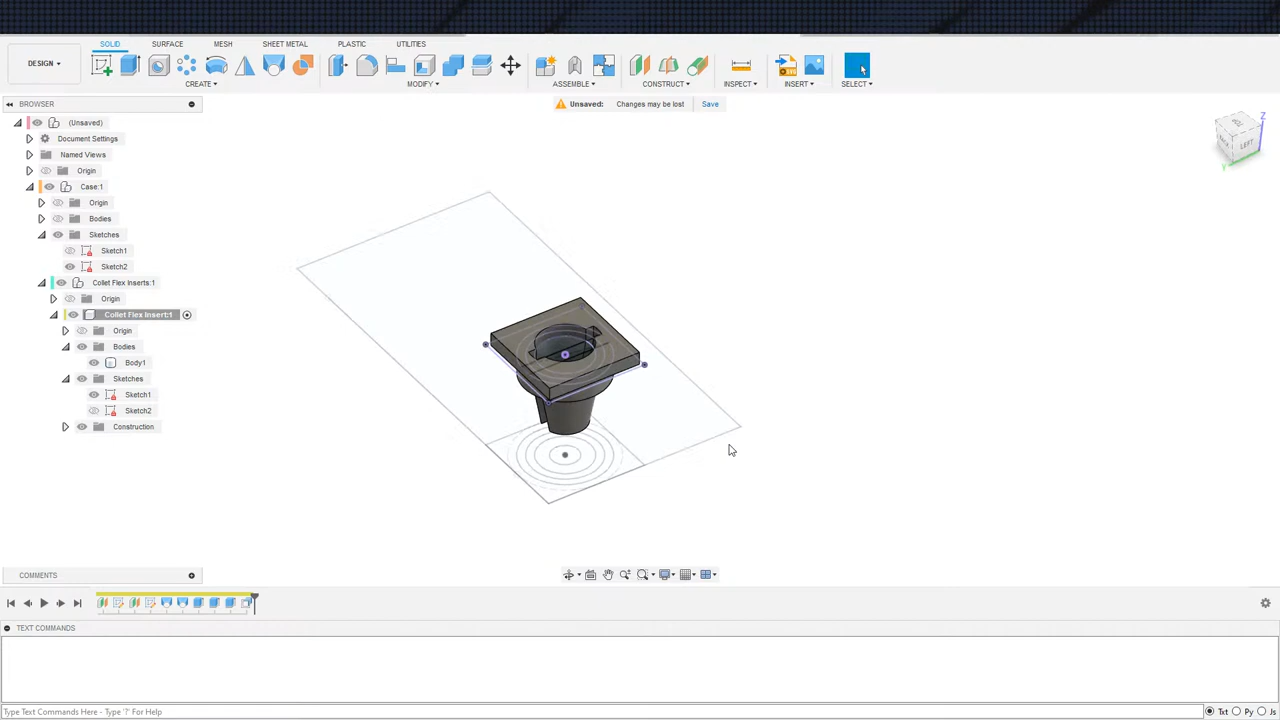 SOLID SURFACE MESH SHEET METAL PLASTIC UTILITIES
DESIGN
CREATE MODIFY ASSEMBLE CONSTRUCT INSPECT INSERT SELECT
BROWSER
Unsaved: Changes may be lost Save
(Unsaved)
Document Settings
Named Views
Origin
Case:1
Origin
Bodies
Sketches
Sketch1
Sketch2
Collet Flex Inserts:1
Origin
Collet Flex Insert:1
Origin
Bodies
Body1
Sketches
Sketch1
Sketch2
Construction
Z
LEFT
Y
COMMENTS
TEXT COMMANDS
Type Text Commands Here - Type '?' For Help
Txt Py Js